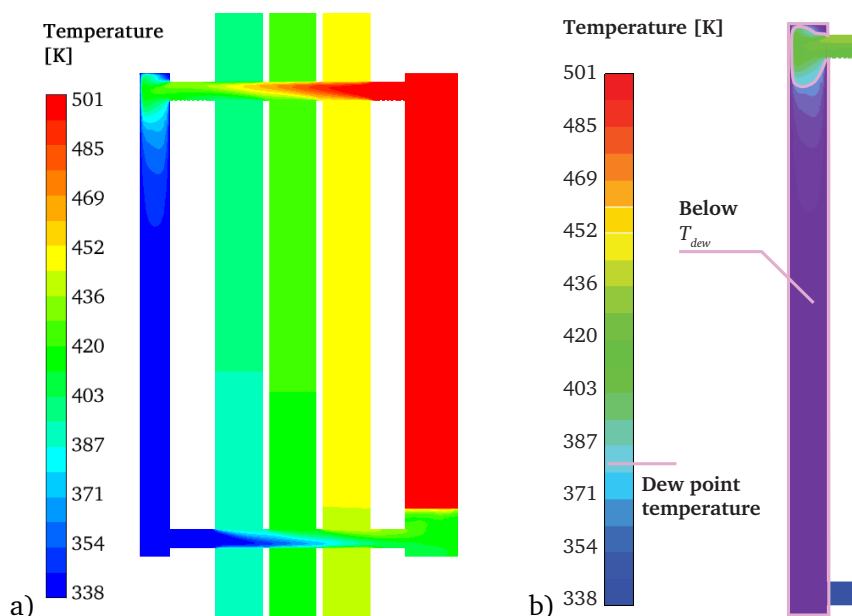 Temperature
[K]
501
485
469
452
436
420
403
387
371
354
338
a)
Temperature [K]
501
485
469
452
436
420
403
387
371
354
338
Below
T_dew
Dew point
temperature
b)